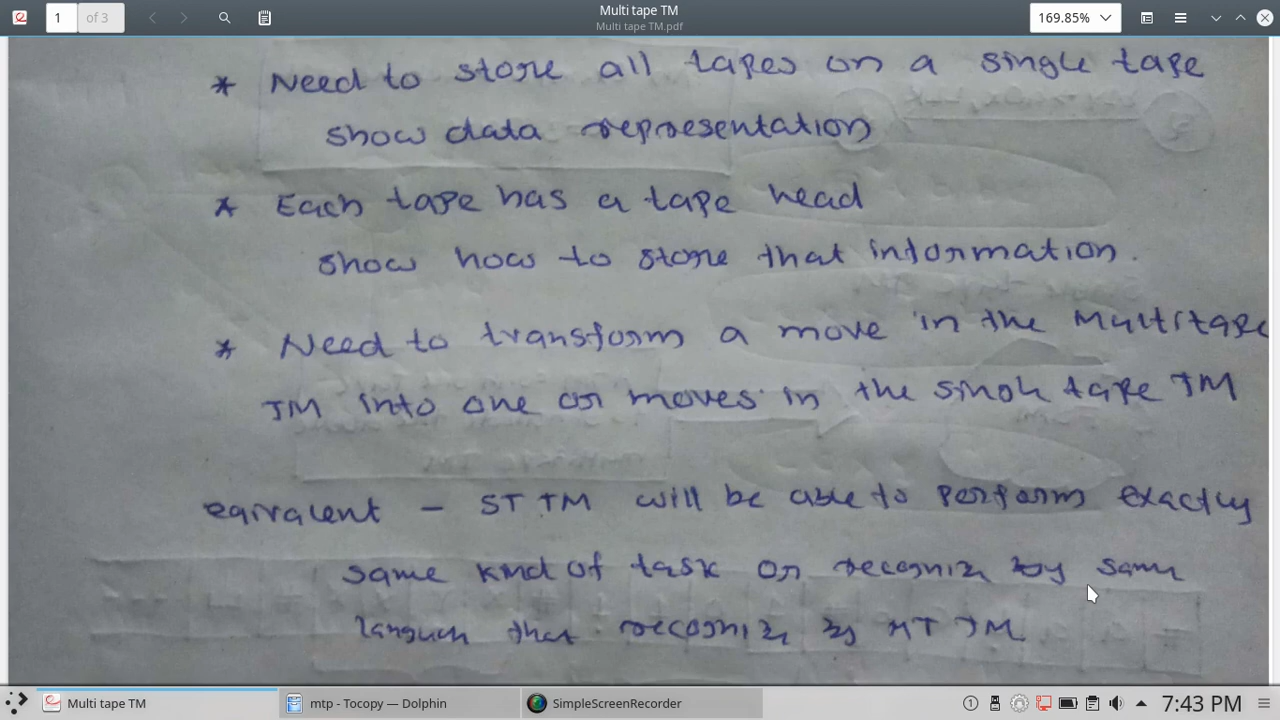 1 of 3
Multi tape TM
Multi tape TM.pdf
169.85%
* Need to store all tapes on a single tape
show data representation
* Each tape has a tape head
show how to store that information.
* Need to transform a move in the Multitape
TM into one or moves in the single tape TM
eqivalent - ST TM will be able to perform exactly
same kind of task or recogniz by same
that recogniz by MT TM
Multi tape TM
mtp - Tocopy — Dolphin
SimpleScreenRecorder
7:43 PM